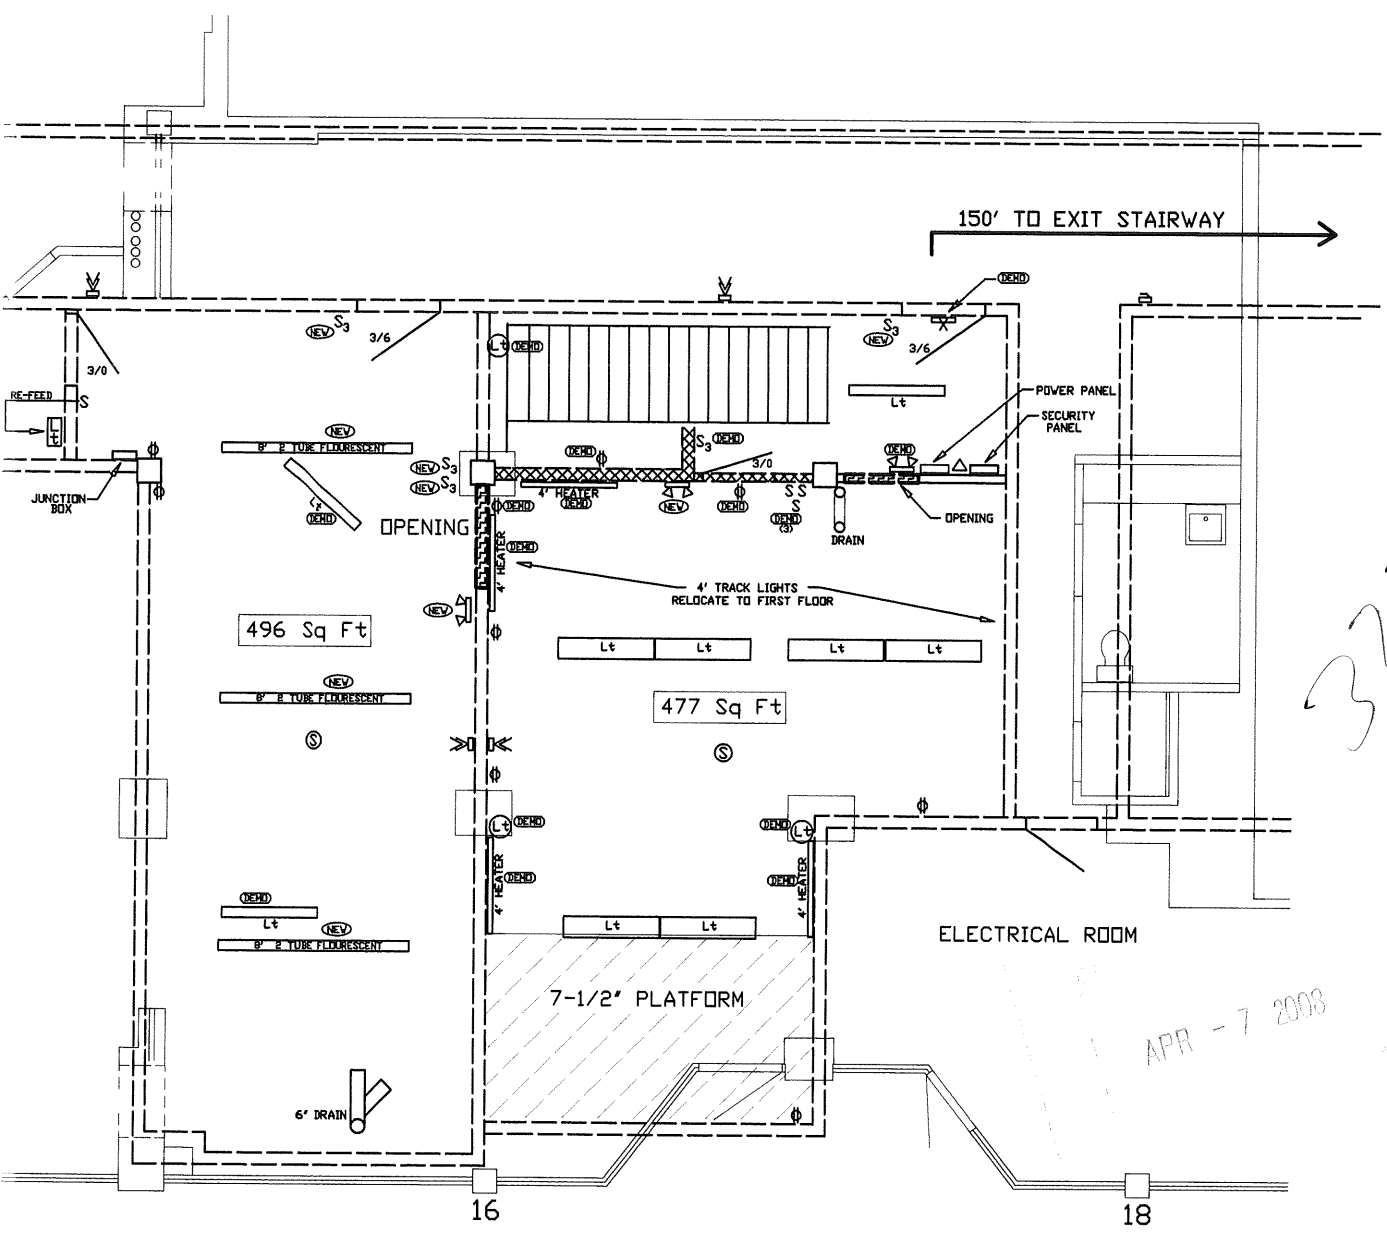 150' TO EXIT STAIRWAY
DEMO
S3
NEW
3/6
3/0
Lt
DEMO
S3
NEW
3/6
Lt
RE-FEED
S
Lt
POWER PANEL
SECURITY
PANEL
NEW
8' 2 TUBE FLOURESCENT
NEW S3
NEW S3
DEMO
S3
DEMO
3/0
DEMO
JUNCTION
BOX
Lt
DEMO
OPENING
4' HEATER
DEMO
DEMO
NEW
DEMO
S S
S
DEMO
(3)
DRAIN
OPENING
4' HEATER
DEMO
4' TRACK LIGHTS
RELOCATE TO FIRST FLOOR
NEW
496 Sq Ft
Lt
Lt
Lt
Lt
NEW
8' 2 TUBE FLOURESCENT
477 Sq Ft
S
S
Lt
DEMO
DEMO
Lt
4' HEATER
DEMO
DEMO
4' HEATER
DEMO
Lt
NEW
8' 2 TUBE FLOURESCENT
Lt
Lt
ELECTRICAL ROOM
7-1/2" PLATFORM
APR - 7 2008
6" DRAIN
16
18